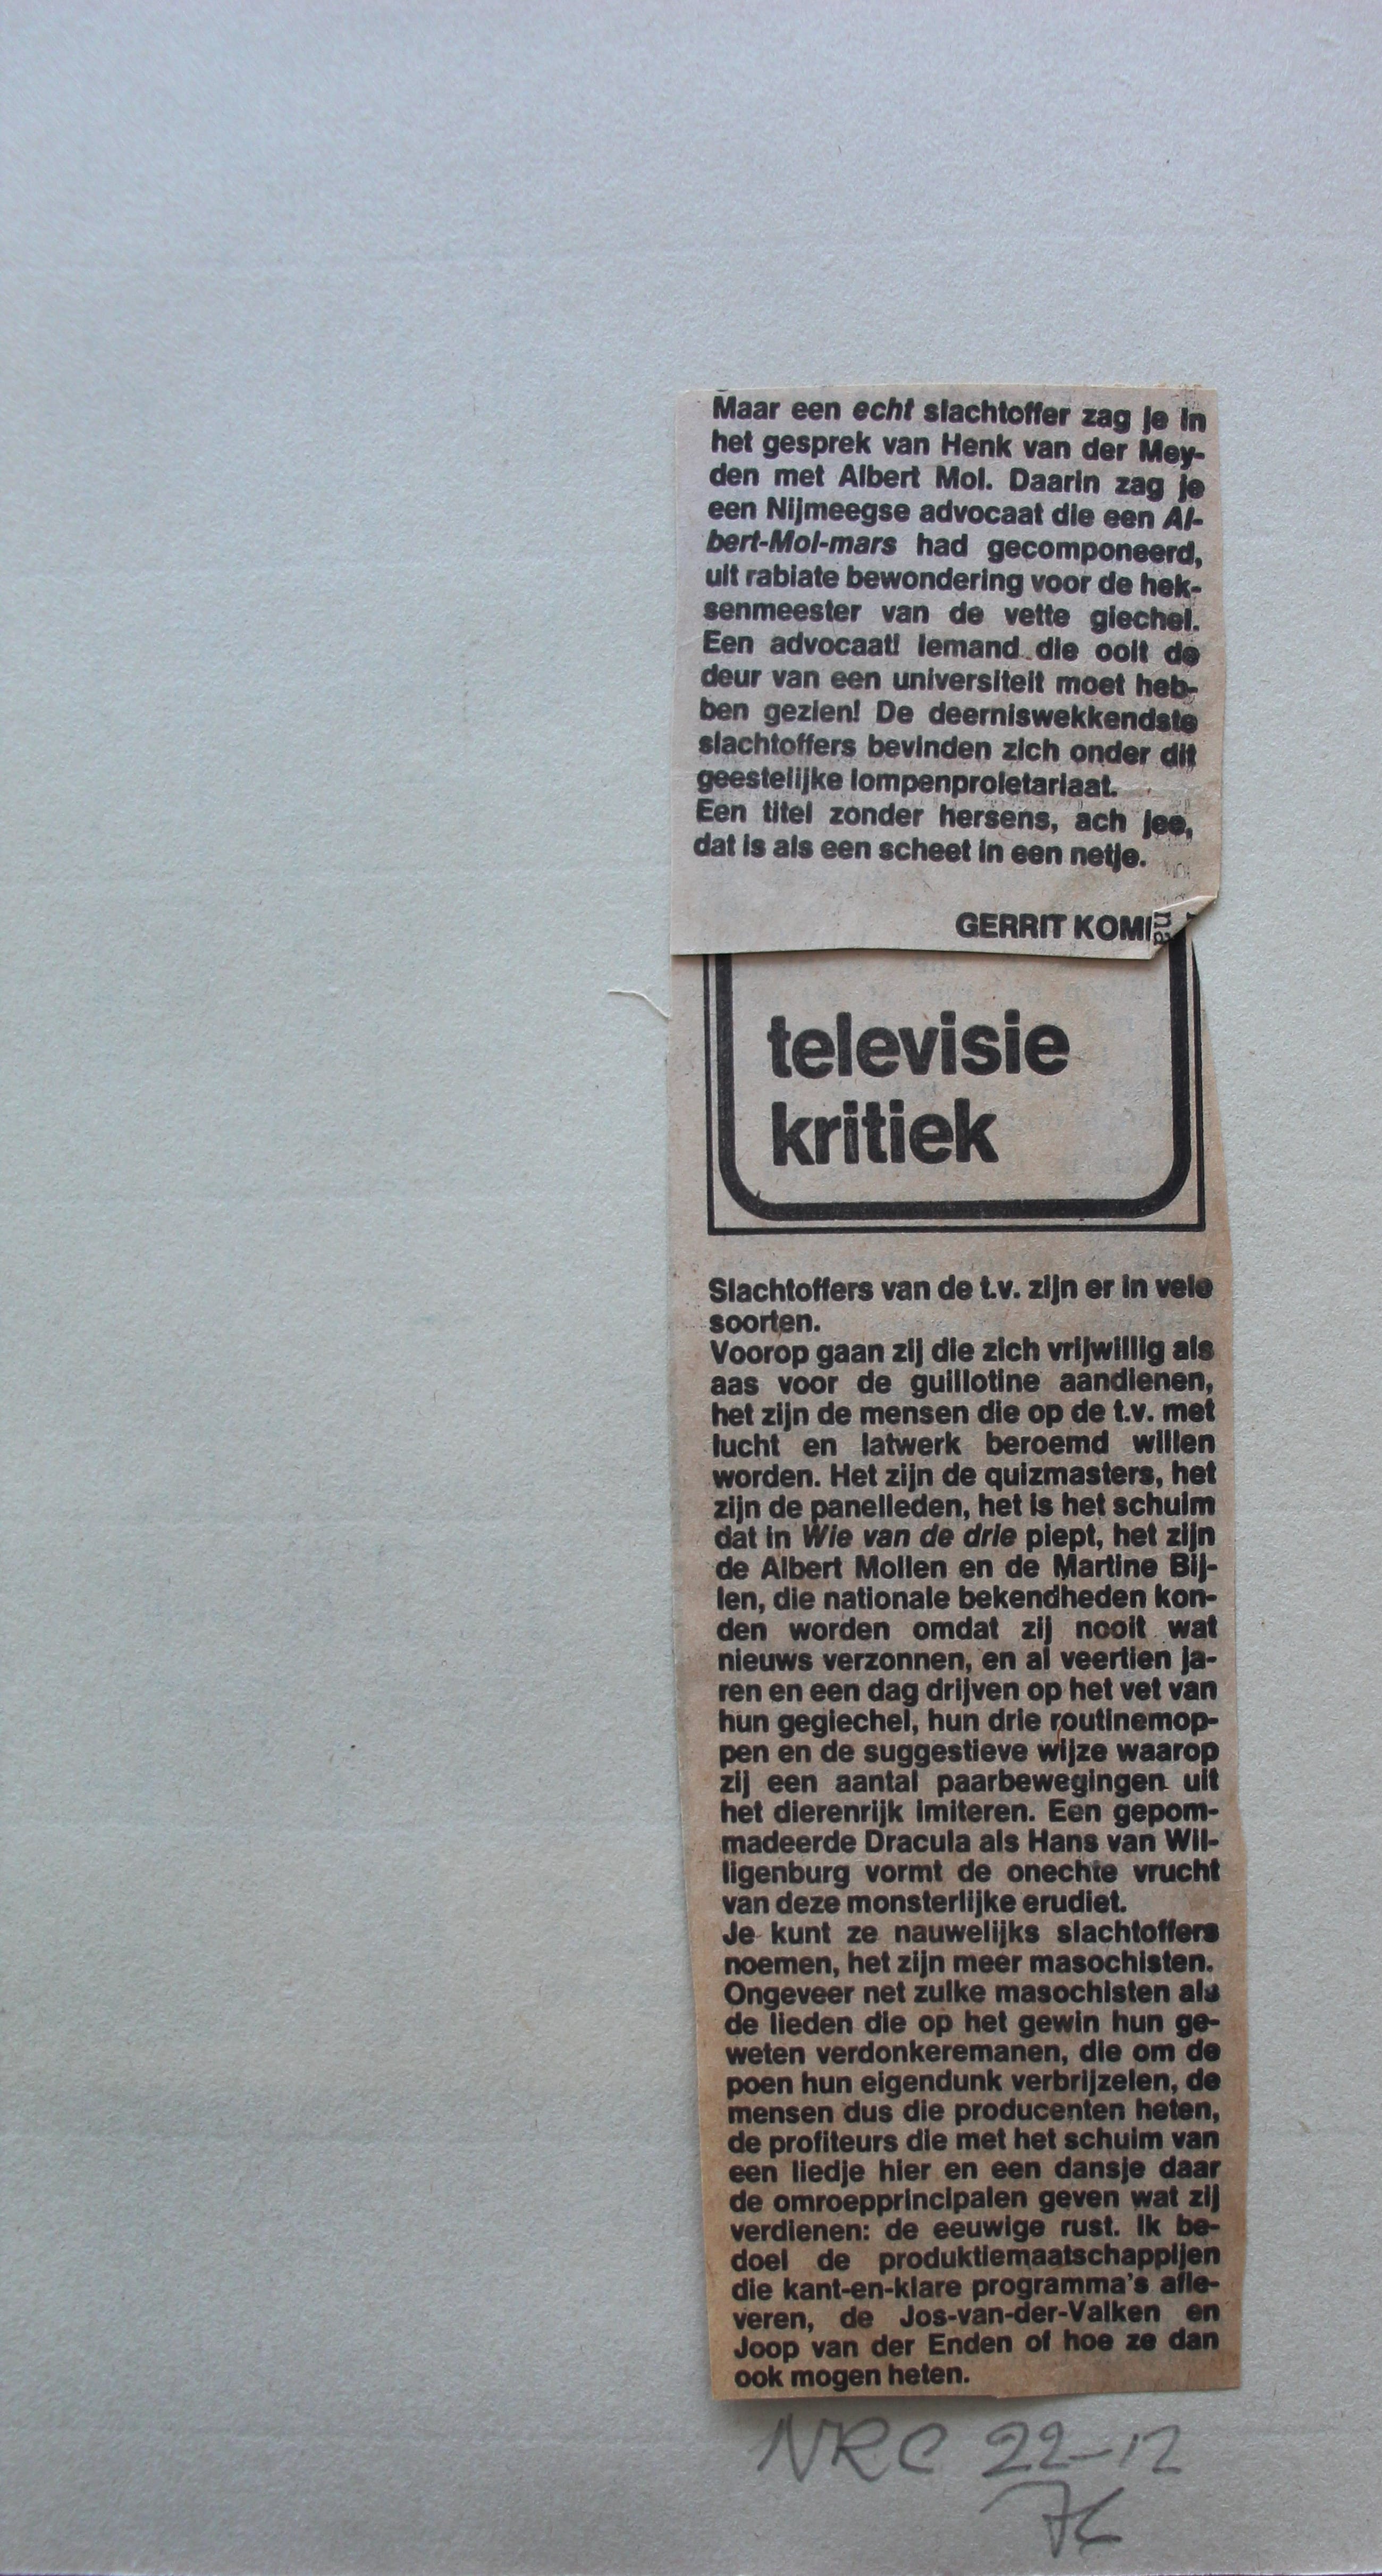 Maar een echt slachtoffer zag je in
het gesprek van Henk van der Mey-
den met Albert Mol. Daarin zag je
een Nijmeegse advocaat die een Al-
bert-Mol-mars had gecomponeerd,
uit rabiate bewondering voor de hek-
senmeester van de vette giechel.
Een advocaat! Iemand die ooit de
deur van een universiteit moet heb-
ben gezien! De deerniswekkendste
slachtoffers bevinden zich onder dit
geestelijke lompenproletariaat.
Een titel zonder hersens, ach jee,
dat is als een scheet in een netje.
GERRIT KOM
na
televisie
kritiek
Slachtoffers van de t.v. zijn er in vele
soorten.
Voorop gaan zij die zich vrijwillig als
aas voor de guillotine aandienen,
het zijn de mensen die op de t.v. met
lucht en latwerk beroemd willen
worden. Het zijn de quizmasters, het
zijn de panelleden, het is het schuim
dat in Wie van de drie piept, het zijn
de Albert Mollen en de Martine Bij-
len, die nationale bekendheden kon-
den worden omdat zij nooit wat
nieuws verzonnen, en al veertien ja-
ren en een dag drijven op het vet van
hun gegiechel, hun drie routinemop-
pen en de suggestieve wijze waarop
zij een aantal paarbewegingen uit
het dierenrijk imiteren. Een gepom-
madeerde Dracula als Hans van Wil-
ligenburg vormt de onechte vrucht
van deze monsterlijke erudiet.
Je kunt ze nauwelijks slachtoffers
noemen, het zijn meer masochisten.
Ongeveer net zulke masochisten als
de lieden die op het gewin hun ge-
weten verdonkeremanen, die om de
poen hun eigendunk verbrijzelen, de
mensen dus die producenten heten,
de profiteurs die met het schuim van
een liedje hier en een dansje daar
de omroepprincipalen geven wat zij
verdienen: de eeuwige rust. Ik be-
doel de produktiemaatschappijen
die kant-en-klare programma's afle-
veren, de Jos-van-der-Valken en
Joop van der Enden of hoe ze dan
ook mogen heten.
NRC 22-12
76